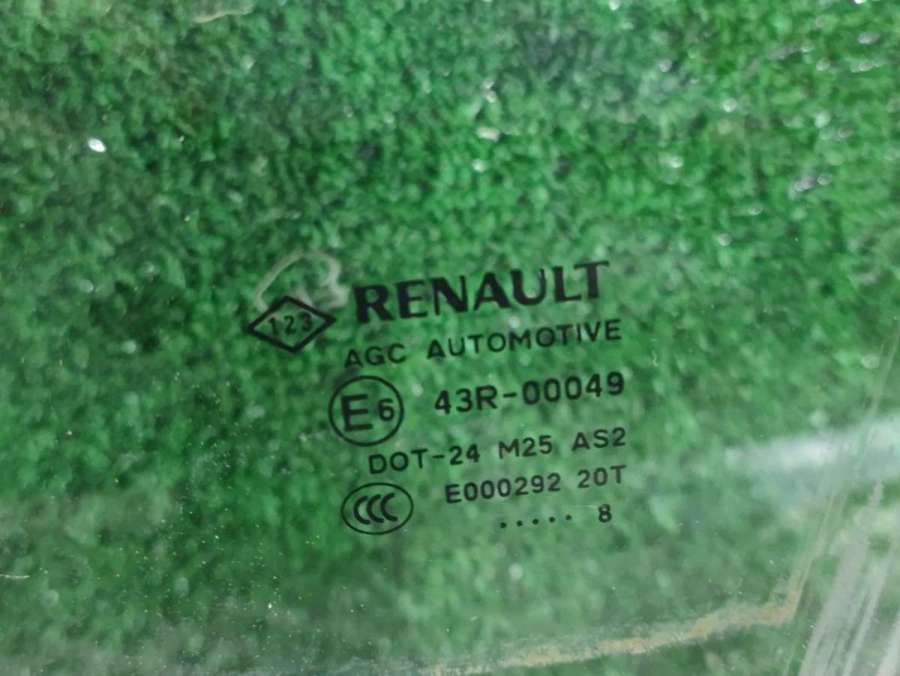 RENAULT
123
AGC AUTOMOTIVE
E6 43R-00049
DOT-24 M25 AS2
CCC E000292 20T
..... 8